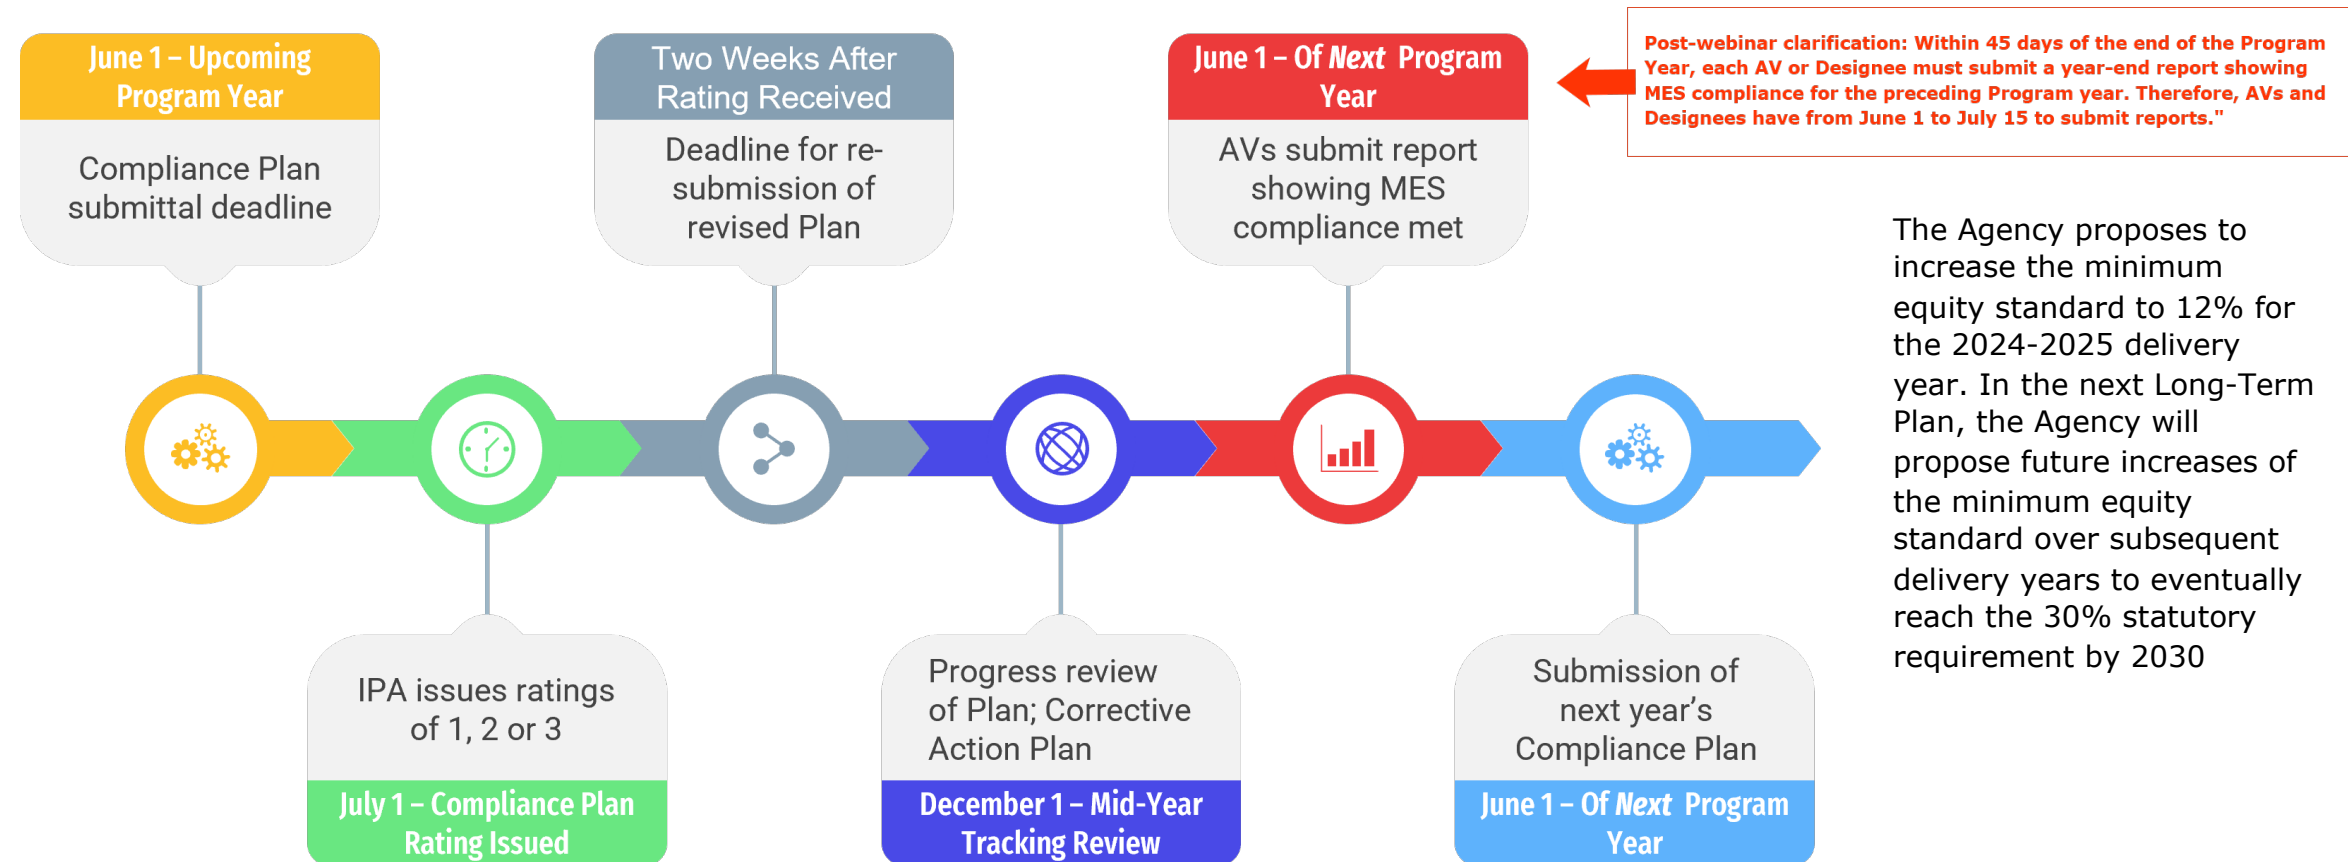 June 1 – Upcoming
Program Year
Compliance Plan
submittal deadline
Two Weeks After
Rating Received
Deadline for re-
submission of
revised Plan
June 1 – Of Next Program
Year
AVs submit report
showing MES
compliance met
Post-webinar clarification: Within 45 days of the end of the Program
Year, each AV or Designee must submit a year-end report showing
MES compliance for the preceding Program year. Therefore, AVs and
Designees have from June 1 to July 15 to submit reports."
The Agency proposes to
increase the minimum
equity standard to 12% for
the 2024-2025 delivery
year. In the next Long-Term
Plan, the Agency will
propose future increases of
the minimum equity
standard over subsequent
delivery years to eventually
reach the 30% statutory
requirement by 2030
IPA issues ratings
of 1, 2 or 3
July 1 – Compliance Plan
Rating Issued
Progress review
of Plan; Corrective
Action Plan
December 1 – Mid-Year
Tracking Review
Submission of
next year’s
Compliance Plan
June 1 – Of Next Program
Year